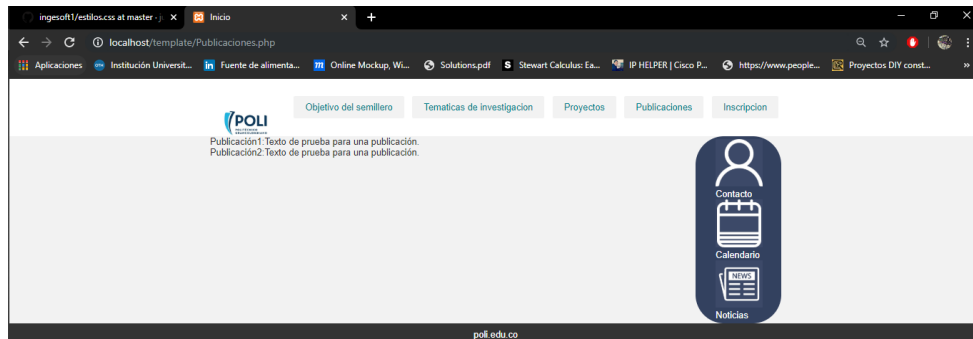 ingesoft1/estilos.css at master · j
Inicio
localhost/template/Publicaciones.php
Aplicaciones
Institución Universit...
in Fuente de alimenta...
m Online Mockup, Wi...
Solutions.pdf
S Stewart Calculus: Ea...
IP HELPER | Cisco P...
https://www.people...
Proyectos DIY const...
»
POLI
Objetivo del semillero
Tematicas de investigacion
Proyectos
Publicaciones
Inscripcion
Publicación1:Texto de prueba para una publicación.
Publicación2:Texto de prueba para una publicación.
Contacto
Calendario
NEWS
Noticias
poli.edu.co